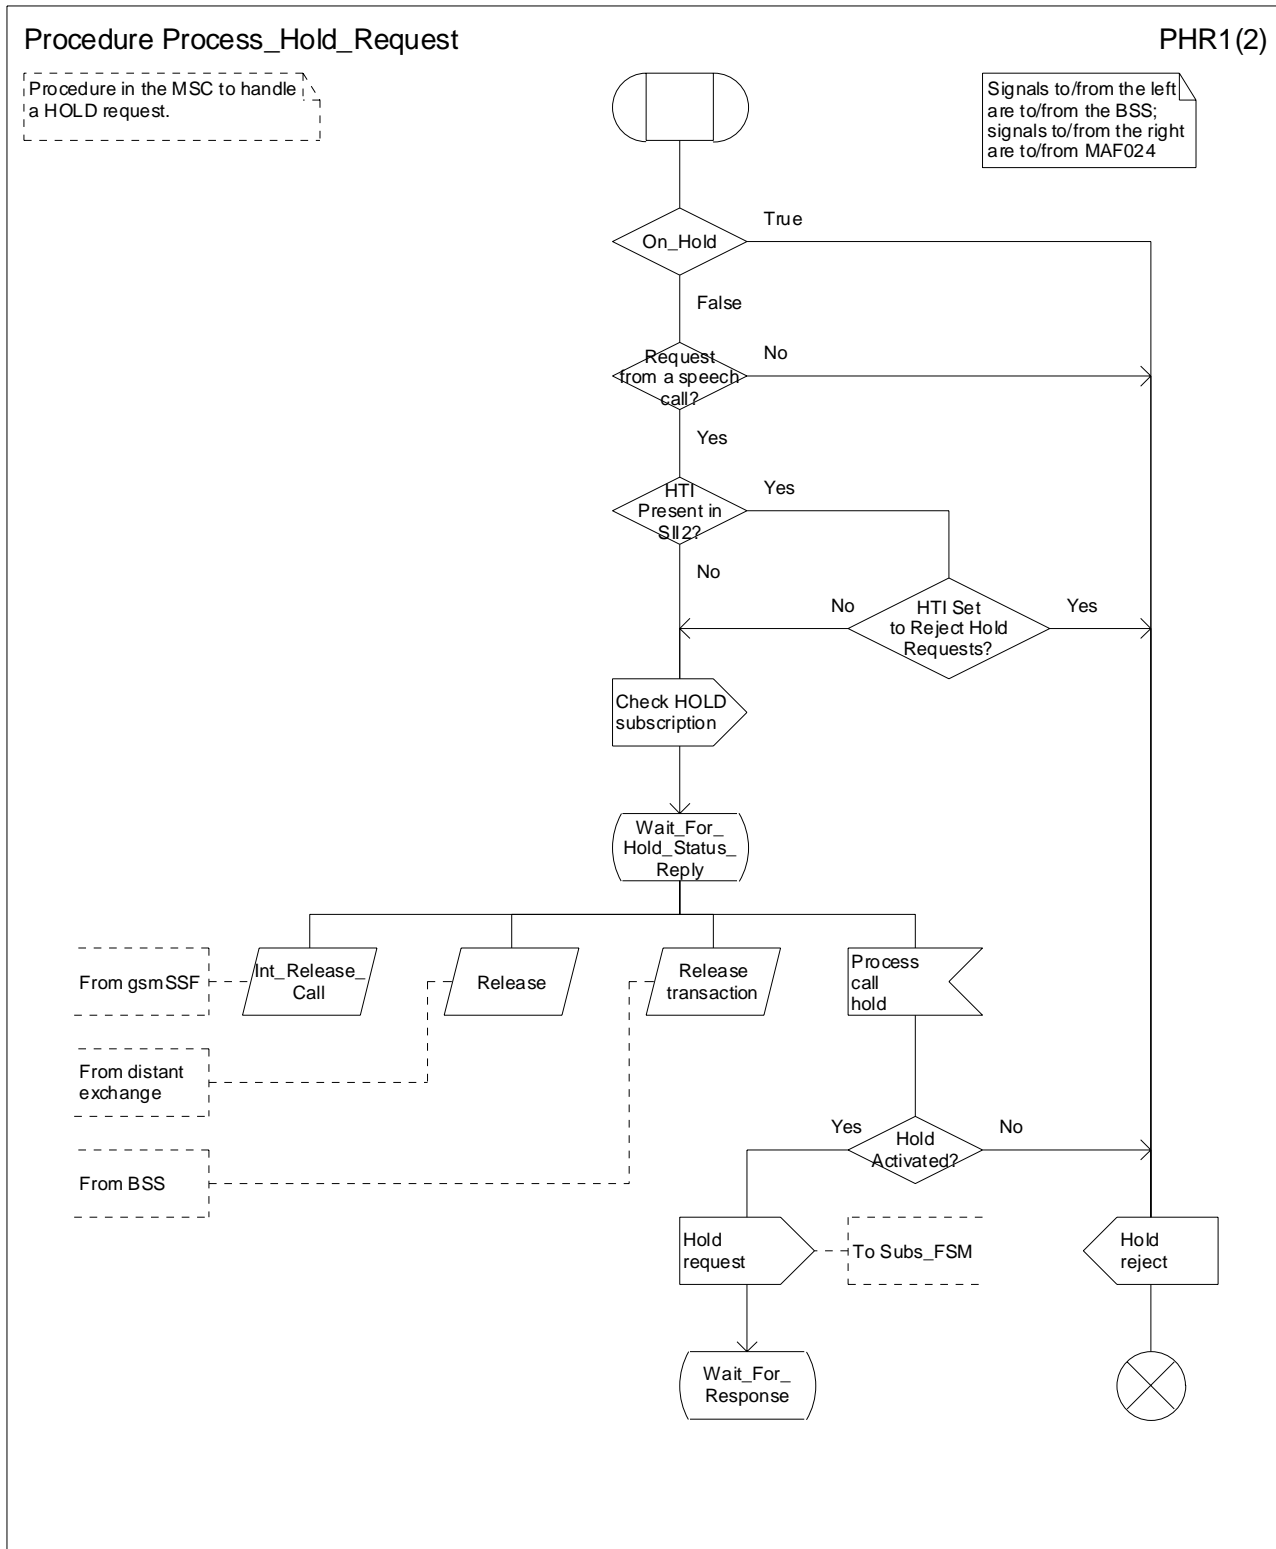 Procedure Process_Hold_Request
PHR1(2)
Procedure in the MSC to handle
a HOLD request.
Signals to/from the left
are to/from the BSS;
signals to/from the right
are to/from MAF024
True
On_Hold
False
Request
from a speech
call?
No
Yes
HTI
Present in
SII2?
Yes
No
No
HTI Set
to Reject Hold
Requests?
Yes
Check HOLD
subscription
Wait_For_
Hold_Status_
Reply
From gsmSSF
Int_Release_
Call
Release
Release
transaction
Process
call
hold
From distant
exchange
Yes
Hold
Activated?
No
From BSS
Hold
request
To Subs_FSM
Hold
reject
Wait_For_
Response